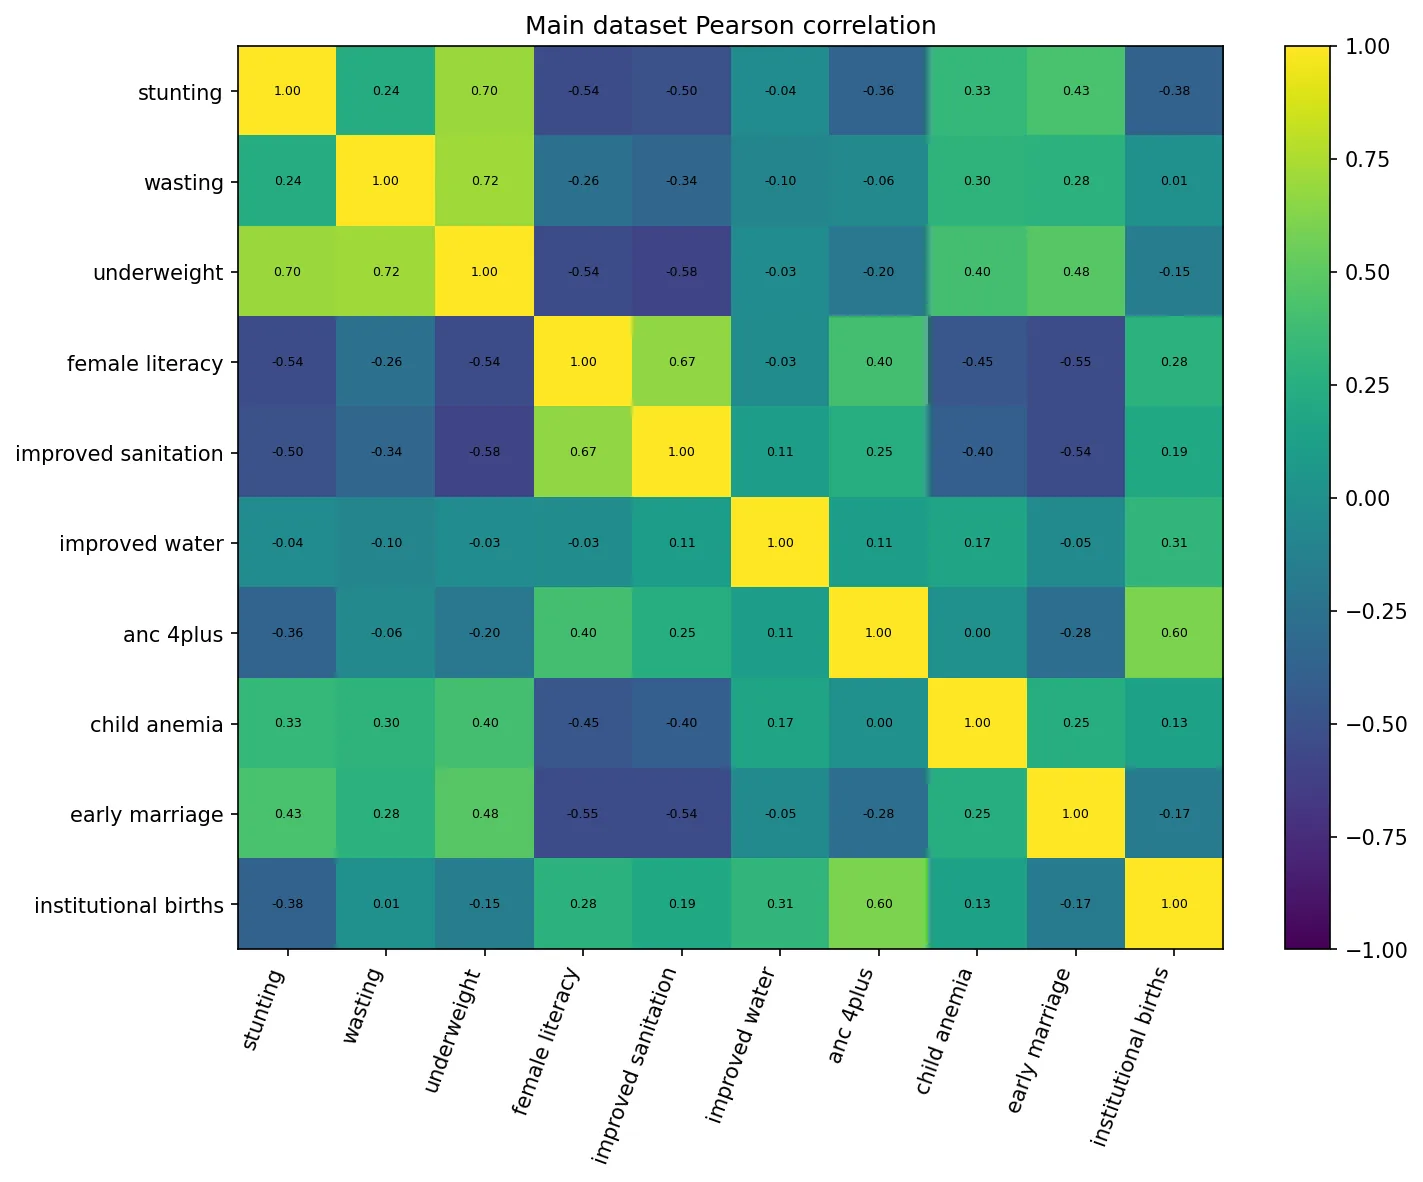 Main dataset Pearson correlation
stunting 1.00 0.24 0.70 -0.54 -0.50 -0.04 -0.36 0.33 0.43 -0.38
wasting 0.24 1.00 0.72 -0.26 -0.34 -0.10 -0.06 0.30 0.28 0.01
underweight 0.70 0.72 1.00 -0.54 -0.58 -0.03 -0.20 0.40 0.48 -0.15
female literacy -0.54 -0.26 -0.54 1.00 0.67 -0.03 0.40 -0.45 -0.55 0.28
improved sanitation -0.50 -0.34 -0.58 0.67 1.00 0.11 0.25 -0.40 -0.54 0.19
improved water -0.04 -0.10 -0.03 -0.03 0.11 1.00 0.11 0.17 -0.05 0.31
anc 4plus -0.36 -0.06 -0.20 0.40 0.25 0.11 1.00 0.00 -0.28 0.60
child anemia 0.33 0.30 0.40 -0.45 -0.40 0.17 0.00 1.00 0.25 0.13
early marriage 0.43 0.28 0.48 -0.55 -0.54 -0.05 -0.28 0.25 1.00 -0.17
institutional births -0.38 0.01 -0.15 0.28 0.19 0.31 0.60 0.13 -0.17 1.00
stunting
wasting
underweight
female literacy
improved sanitation
improved water
anc 4plus
child anemia
early marriage
institutional births
1.00
0.75
0.50
0.25
0.00
−0.25
−0.50
−0.75
−1.00